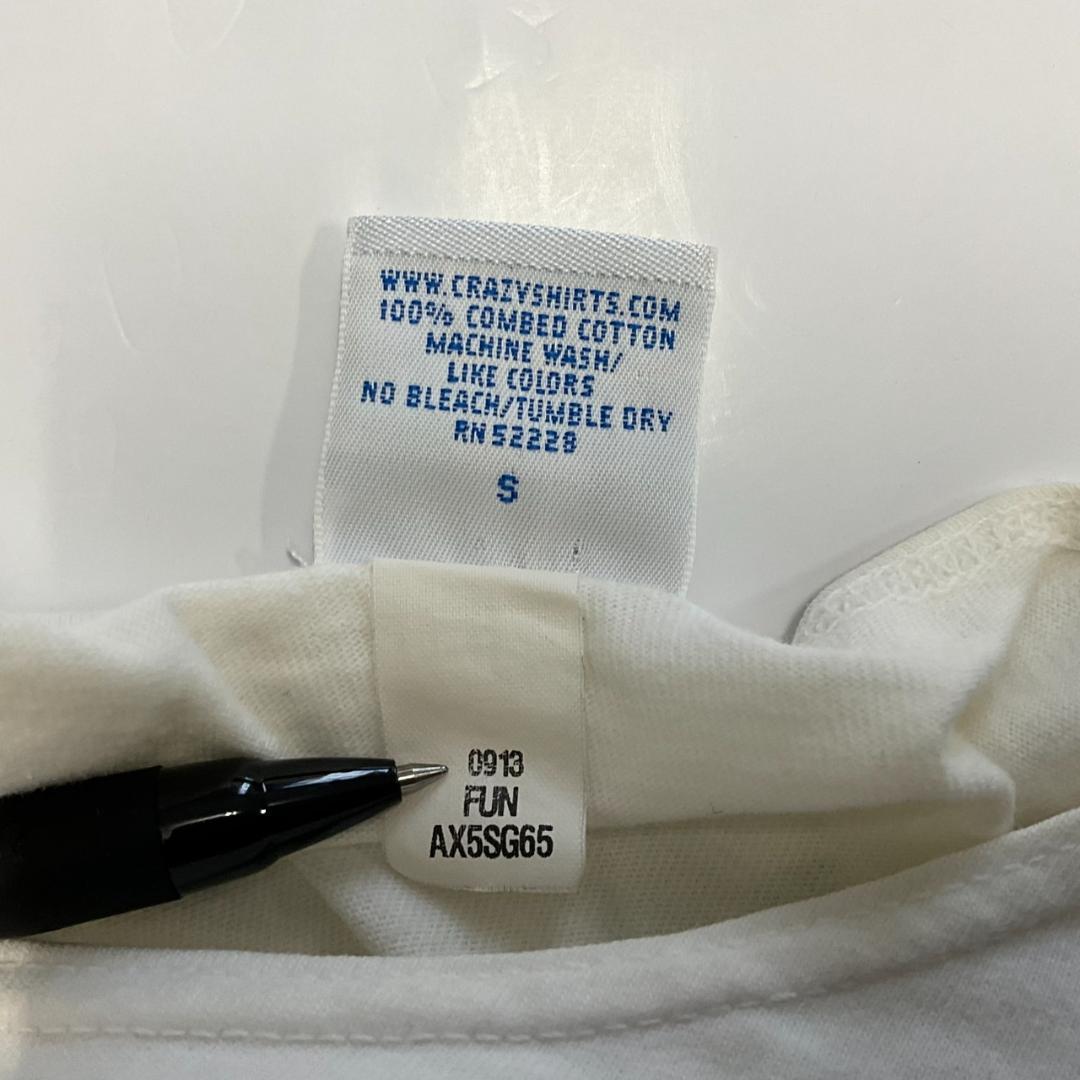 WWW.CRAZYSHIRTS.COM
100% COMBED COTTON
MACHINE WASH/
LIKE COLORS
NO BLEACH/TUMBLE DRY
RN 52228
S
0913
FUN
AX5SG65